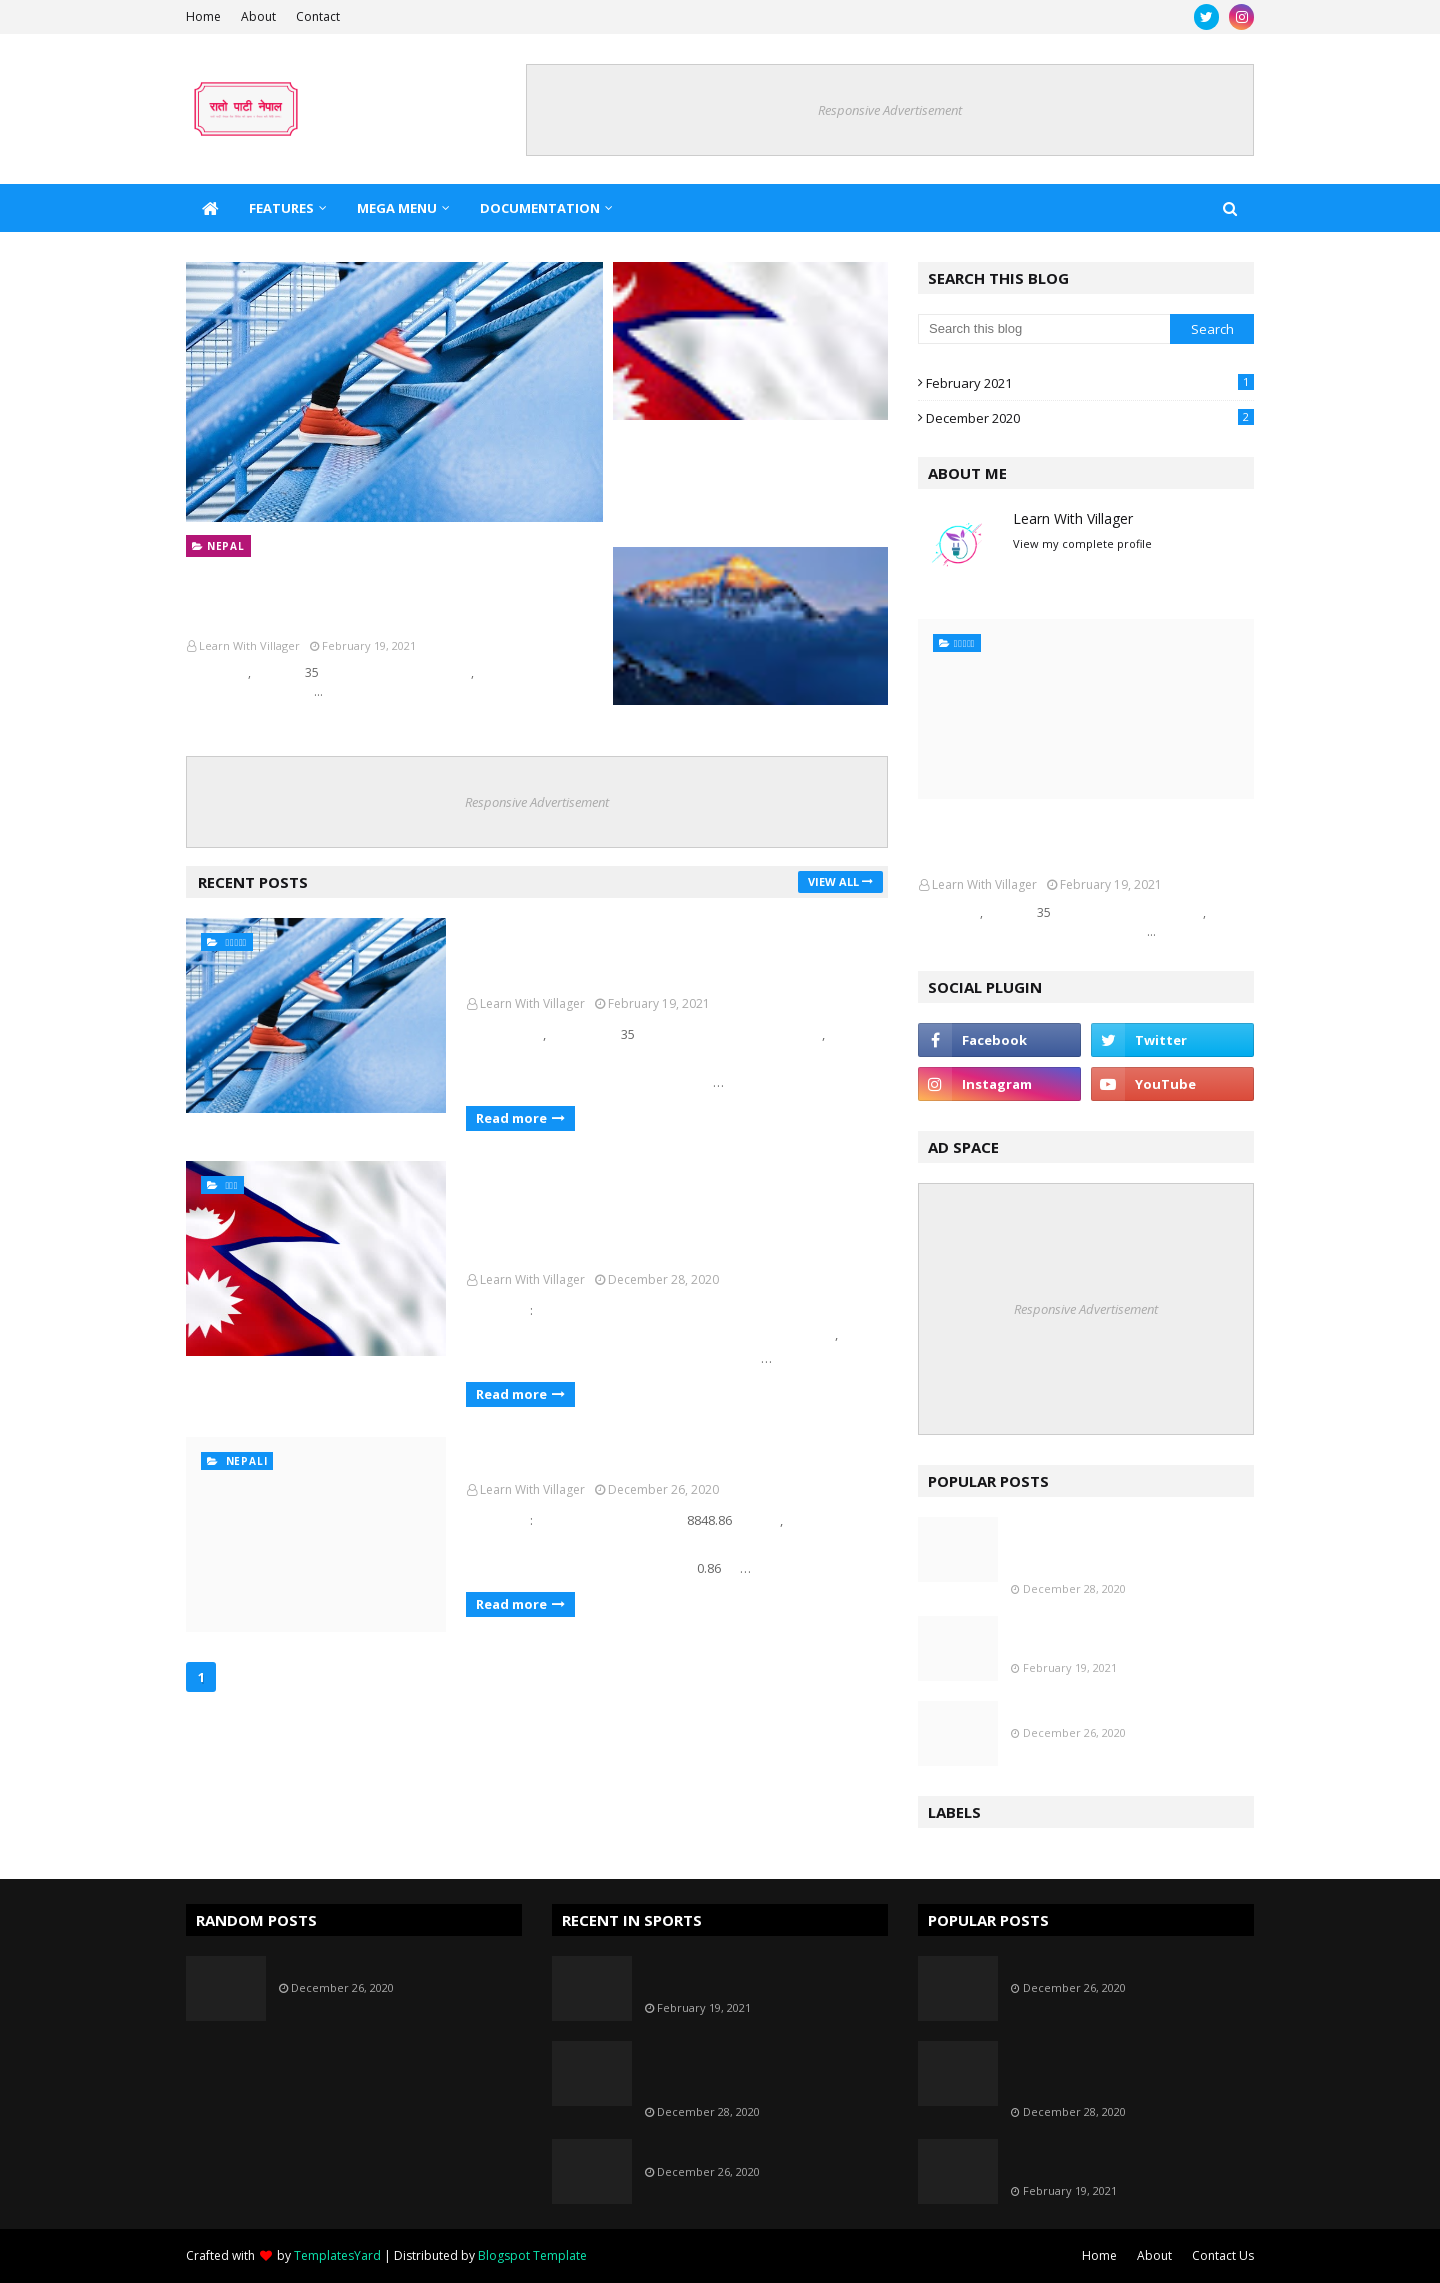 Home About Contact
रातो पाटी नेपाल
Responsive Advertisement
FEATURES MEGA MENU DOCUMENTATION
NEPAL
Learn With Villager February 19, 2021
, 35 ,
...
Responsive Advertisement
RECENT POSTS
VIEW ALL
Learn With Villager February 19, 2021
, 35 ,
...
Read more
Learn With Villager December 28, 2020
:
,
...
Read more
NEPALI
Learn With Villager December 26, 2020
: 8848.86 ,
0.86 ...
Read more
1
SEARCH THIS BLOG
Search this blog Search
February 2021 1
December 2020 2
ABOUT ME
Learn With Villager
View my complete profile
Learn With Villager February 19, 2021
, 35 ,
...
SOCIAL PLUGIN
Facebook Twitter
Instagram YouTube
AD SPACE
Responsive Advertisement
POPULAR POSTS
December 28, 2020
February 19, 2021
December 26, 2020
LABELS
RANDOM POSTS
December 26, 2020
RECENT IN SPORTS
February 19, 2021
December 28, 2020
December 26, 2020
POPULAR POSTS
December 26, 2020
December 28, 2020
February 19, 2021
Crafted with by TemplatesYard | Distributed by Blogspot Template
Home About Contact Us